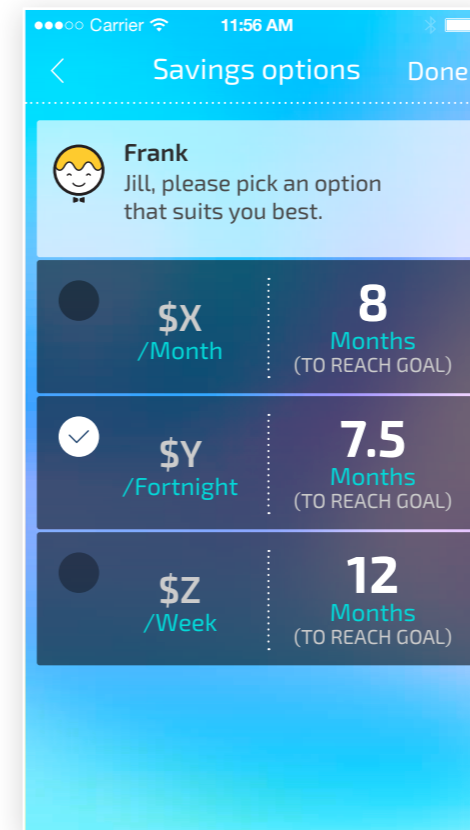 Carrier 11:56 AM
Savings options Done
Frank
Jill, please pick an option
that suits you best.
$X
/Month
8
Months
(TO REACH GOAL)
$Y
/Fortnight
7.5
Months
(TO REACH GOAL)
$Z
/Week
12
Months
(TO REACH GOAL)